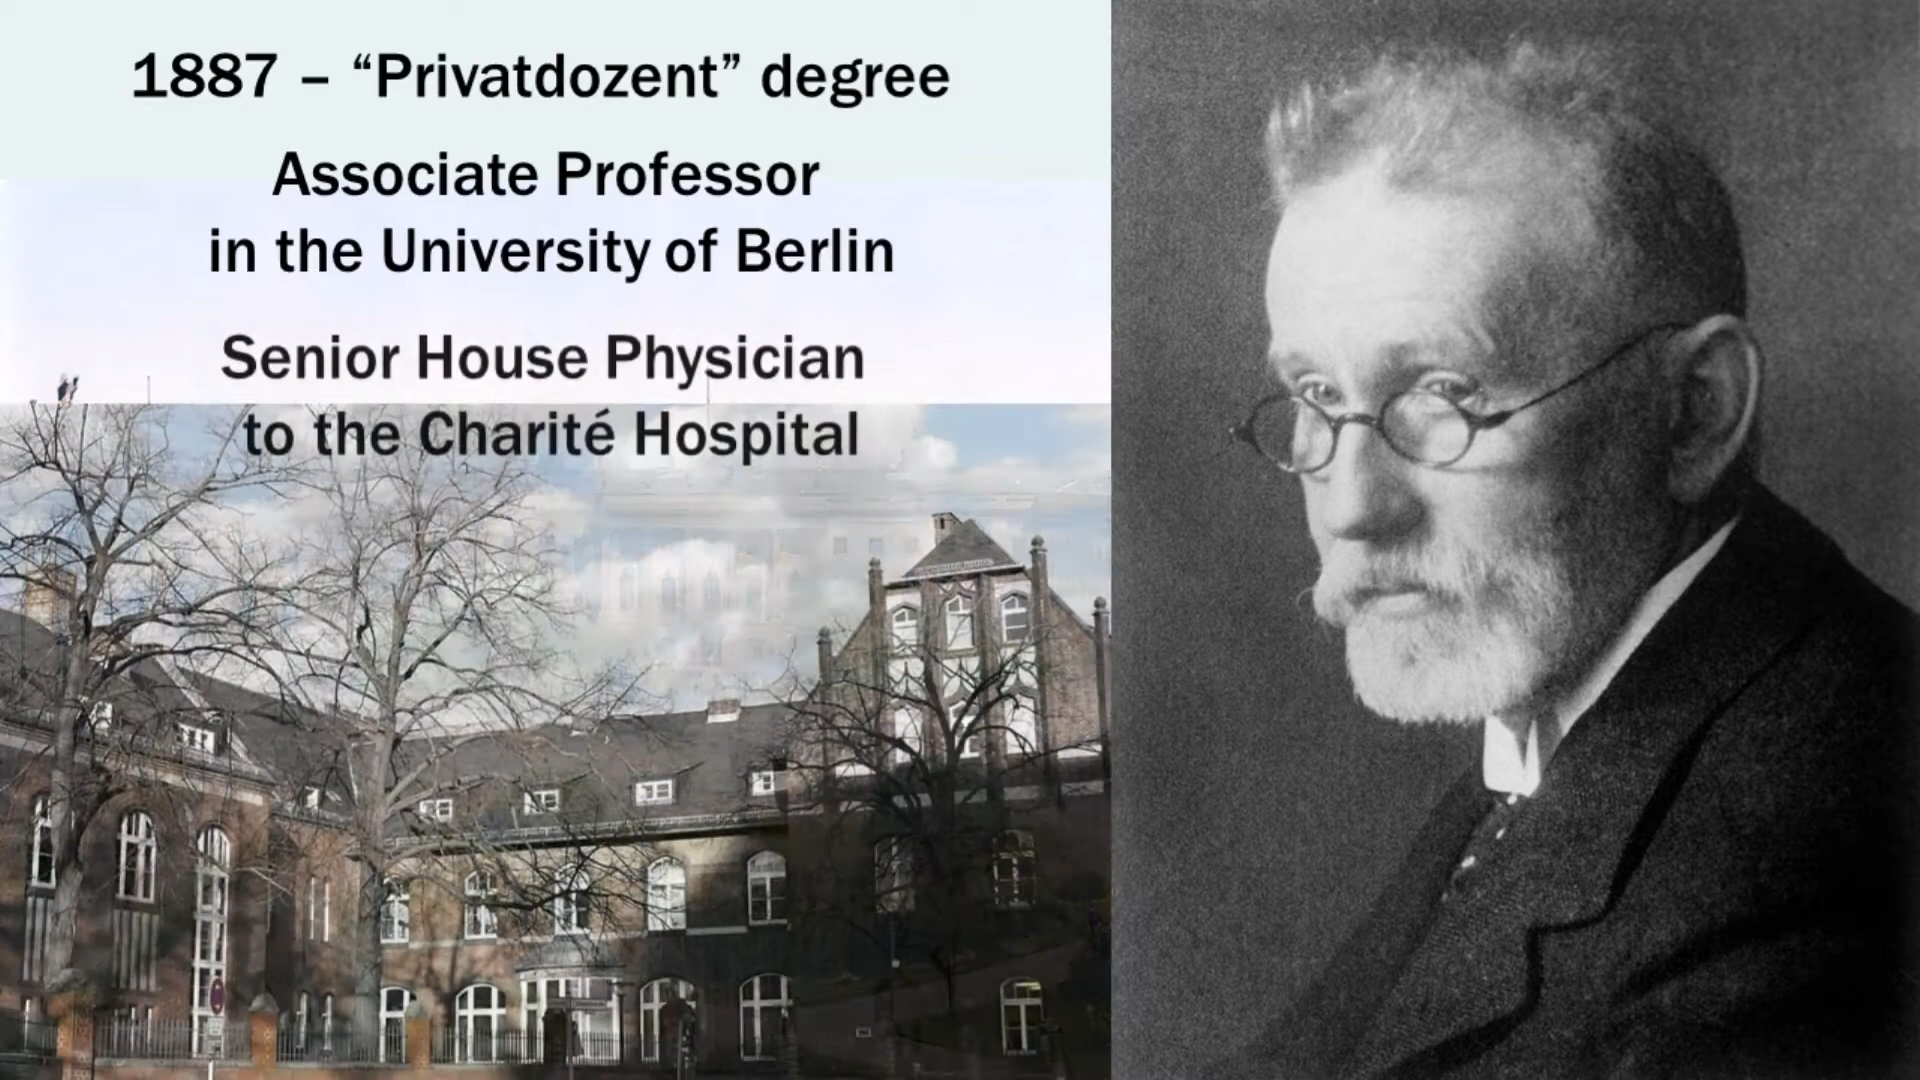 1887 – “Privatdozent” degree
Associate Professor
in the University of Berlin
Senior House Physician
to the Charité Hospital